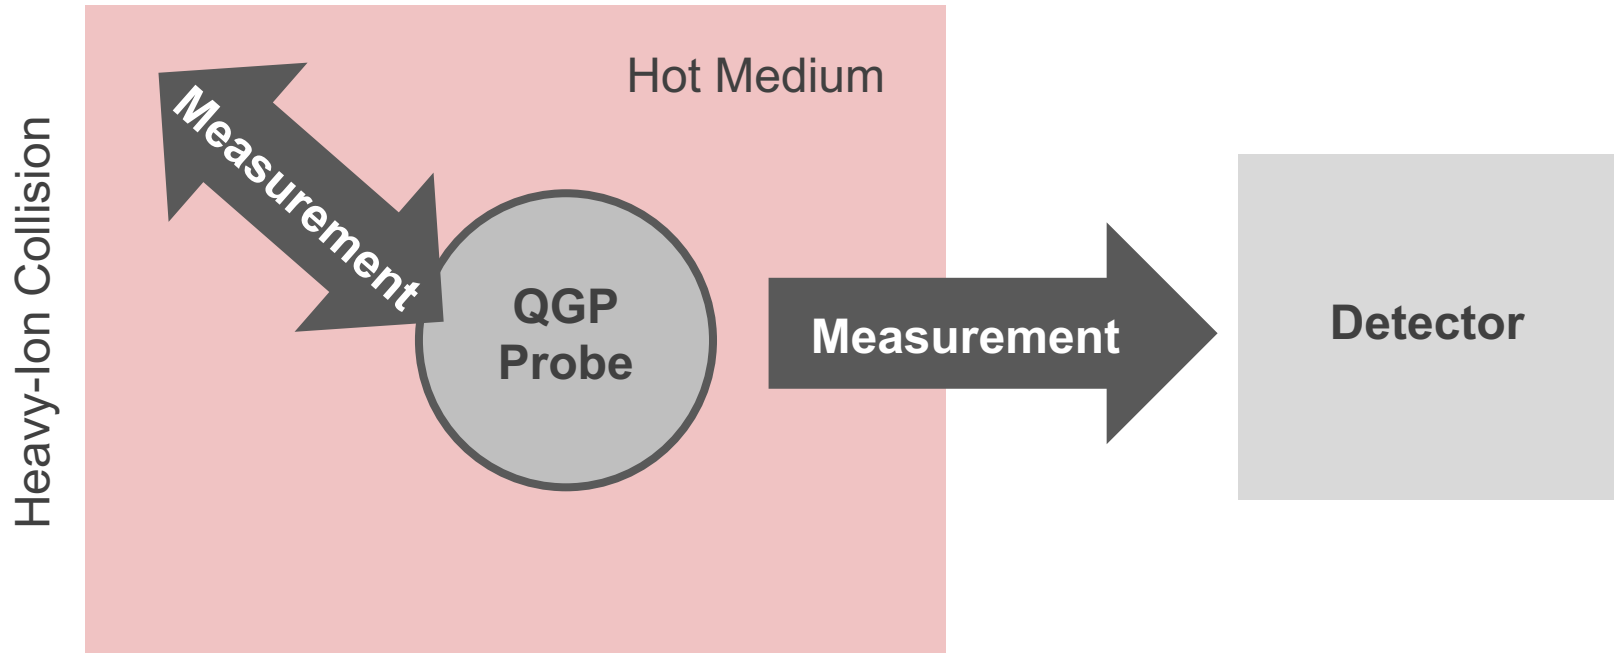 Heavy-Ion Collision
Hot Medium
Measurement
QGP
Probe
Measurement
Detector